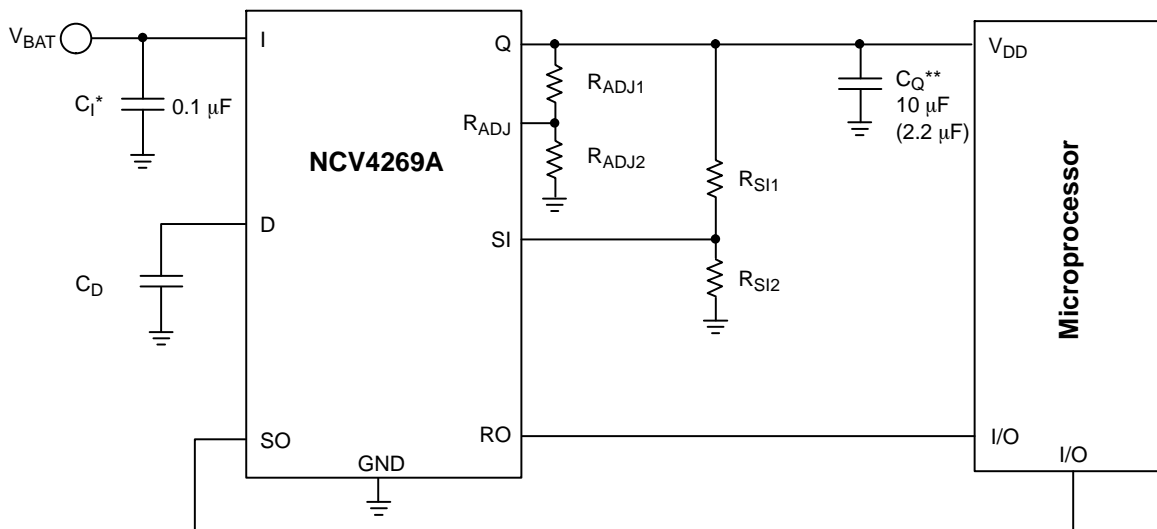 V_BAT
I
Q
V_DD
C_I*
0.1 μF
R_ADJ1
C_Q**
10 μF
(2.2 μF)
R_ADJ
NCV4269A
R_ADJ2
R_SI1
Microprocessor
D
SI
C_D
R_SI2
SO
RO
I/O
GND
I/O